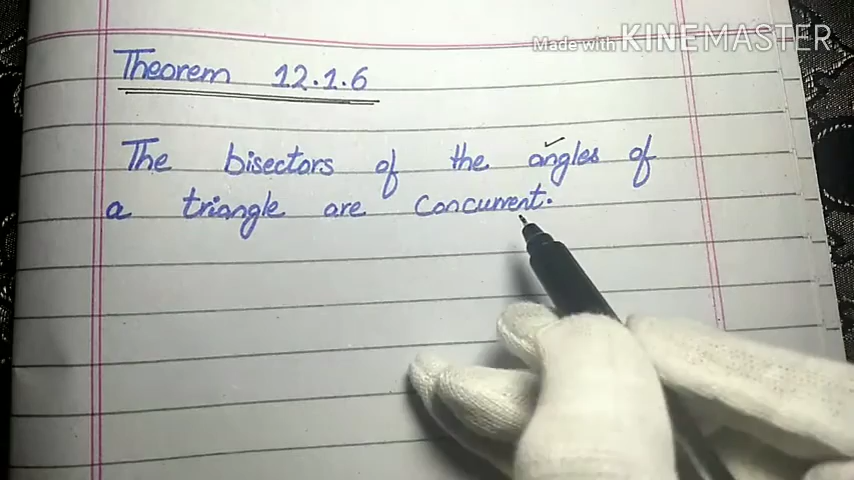 Made with KINEMASTER
Theorem 12.1.6
The bisectors of the angles of
a triangle are concurrent.